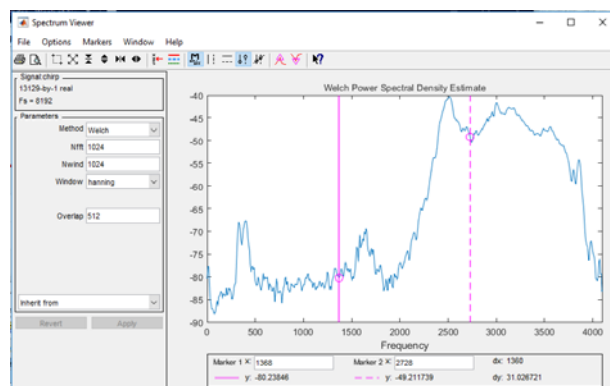 Spectrum Viewer
File Options Markers Window Help
Signal:chirp
13129-by-1 real
Fs = 8192
Parameters
Method Welch
Nfft 1024
Nwind 1024
Window hanning
Overlap 512
Inherit from
Revert Apply
Welch Power Spectral Density Estimate
-40
-45
-50
-55
-60
-65
-70
-75
-80
-85
-90
0 500 1000 1500 2000 2500 3000 3500 4000
Frequency
Marker 1 X: 1368 Marker 2 X: 2728 dx: 1360
y: -80.23846 y: -49.211739 dy: 31.026721